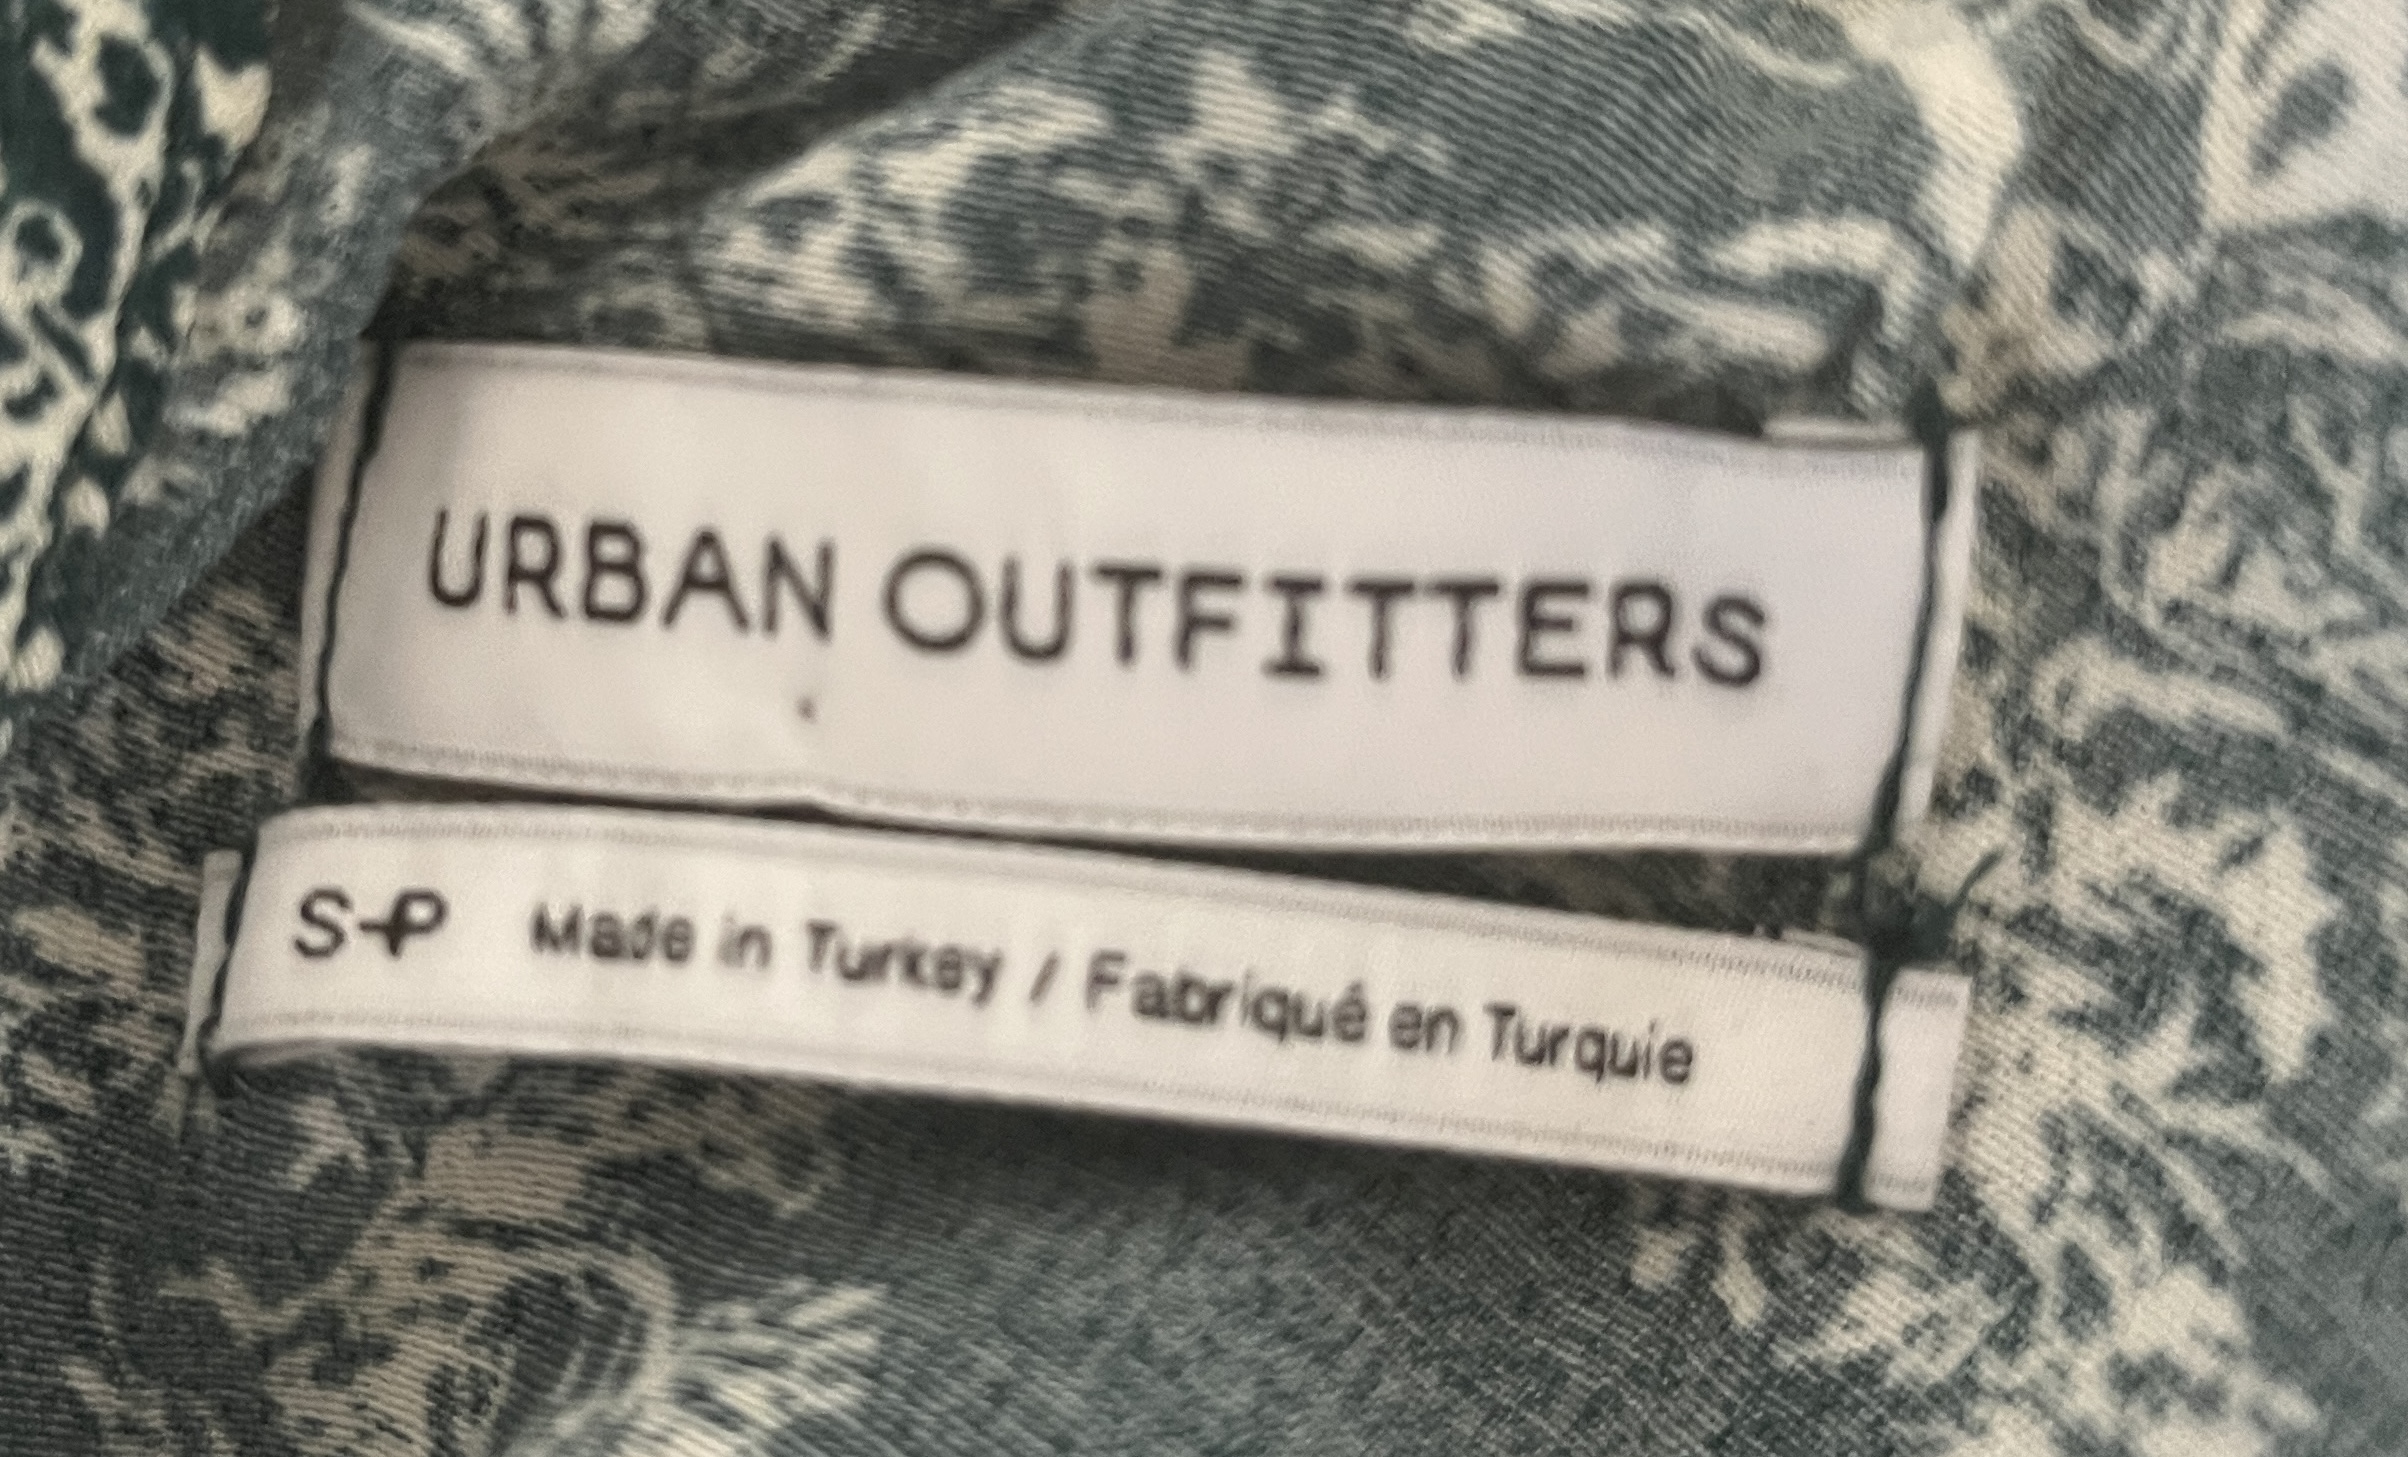 URBAN OUTFITTERS
S-P Made in Turkey / Fabriqué en Turquie